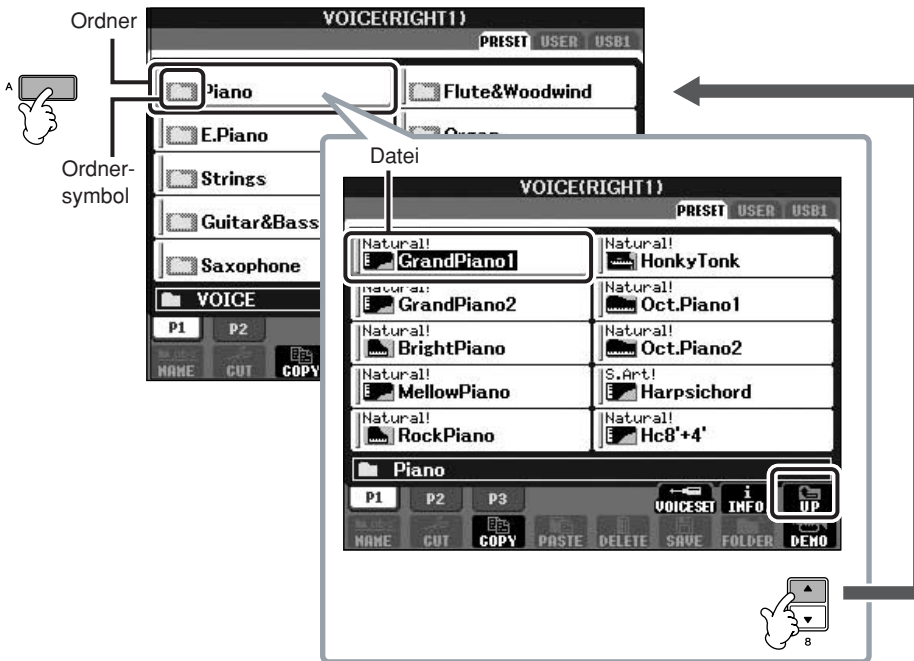 Ordner
VOICE(RIGHT1)
PRESET USER USB1
A
Piano
Flute&Woodwind
E.Piano
Organ
Strings
Guitar&Bass
Saxophone
VOICE
P1 P2
NAME CUT COPY
Ordner-
symbol
Datei
VOICE(RIGHT1)
PRESET USER USB1
Natural!
GrandPiano1
Natural!
HonkyTonk
Natural!
GrandPiano2
Natural!
Oct.Piano1
Natural!
BrightPiano
Natural!
Oct.Piano2
Natural!
MellowPiano
S.Art!
Harpsichord
Natural!
RockPiano
Natural!
Hc8'+4'
Piano
P1 P2 P3 VOICESET INFO UP
NAME CUT COPY PASTE DELETE SAVE FOLDER DEMO
8